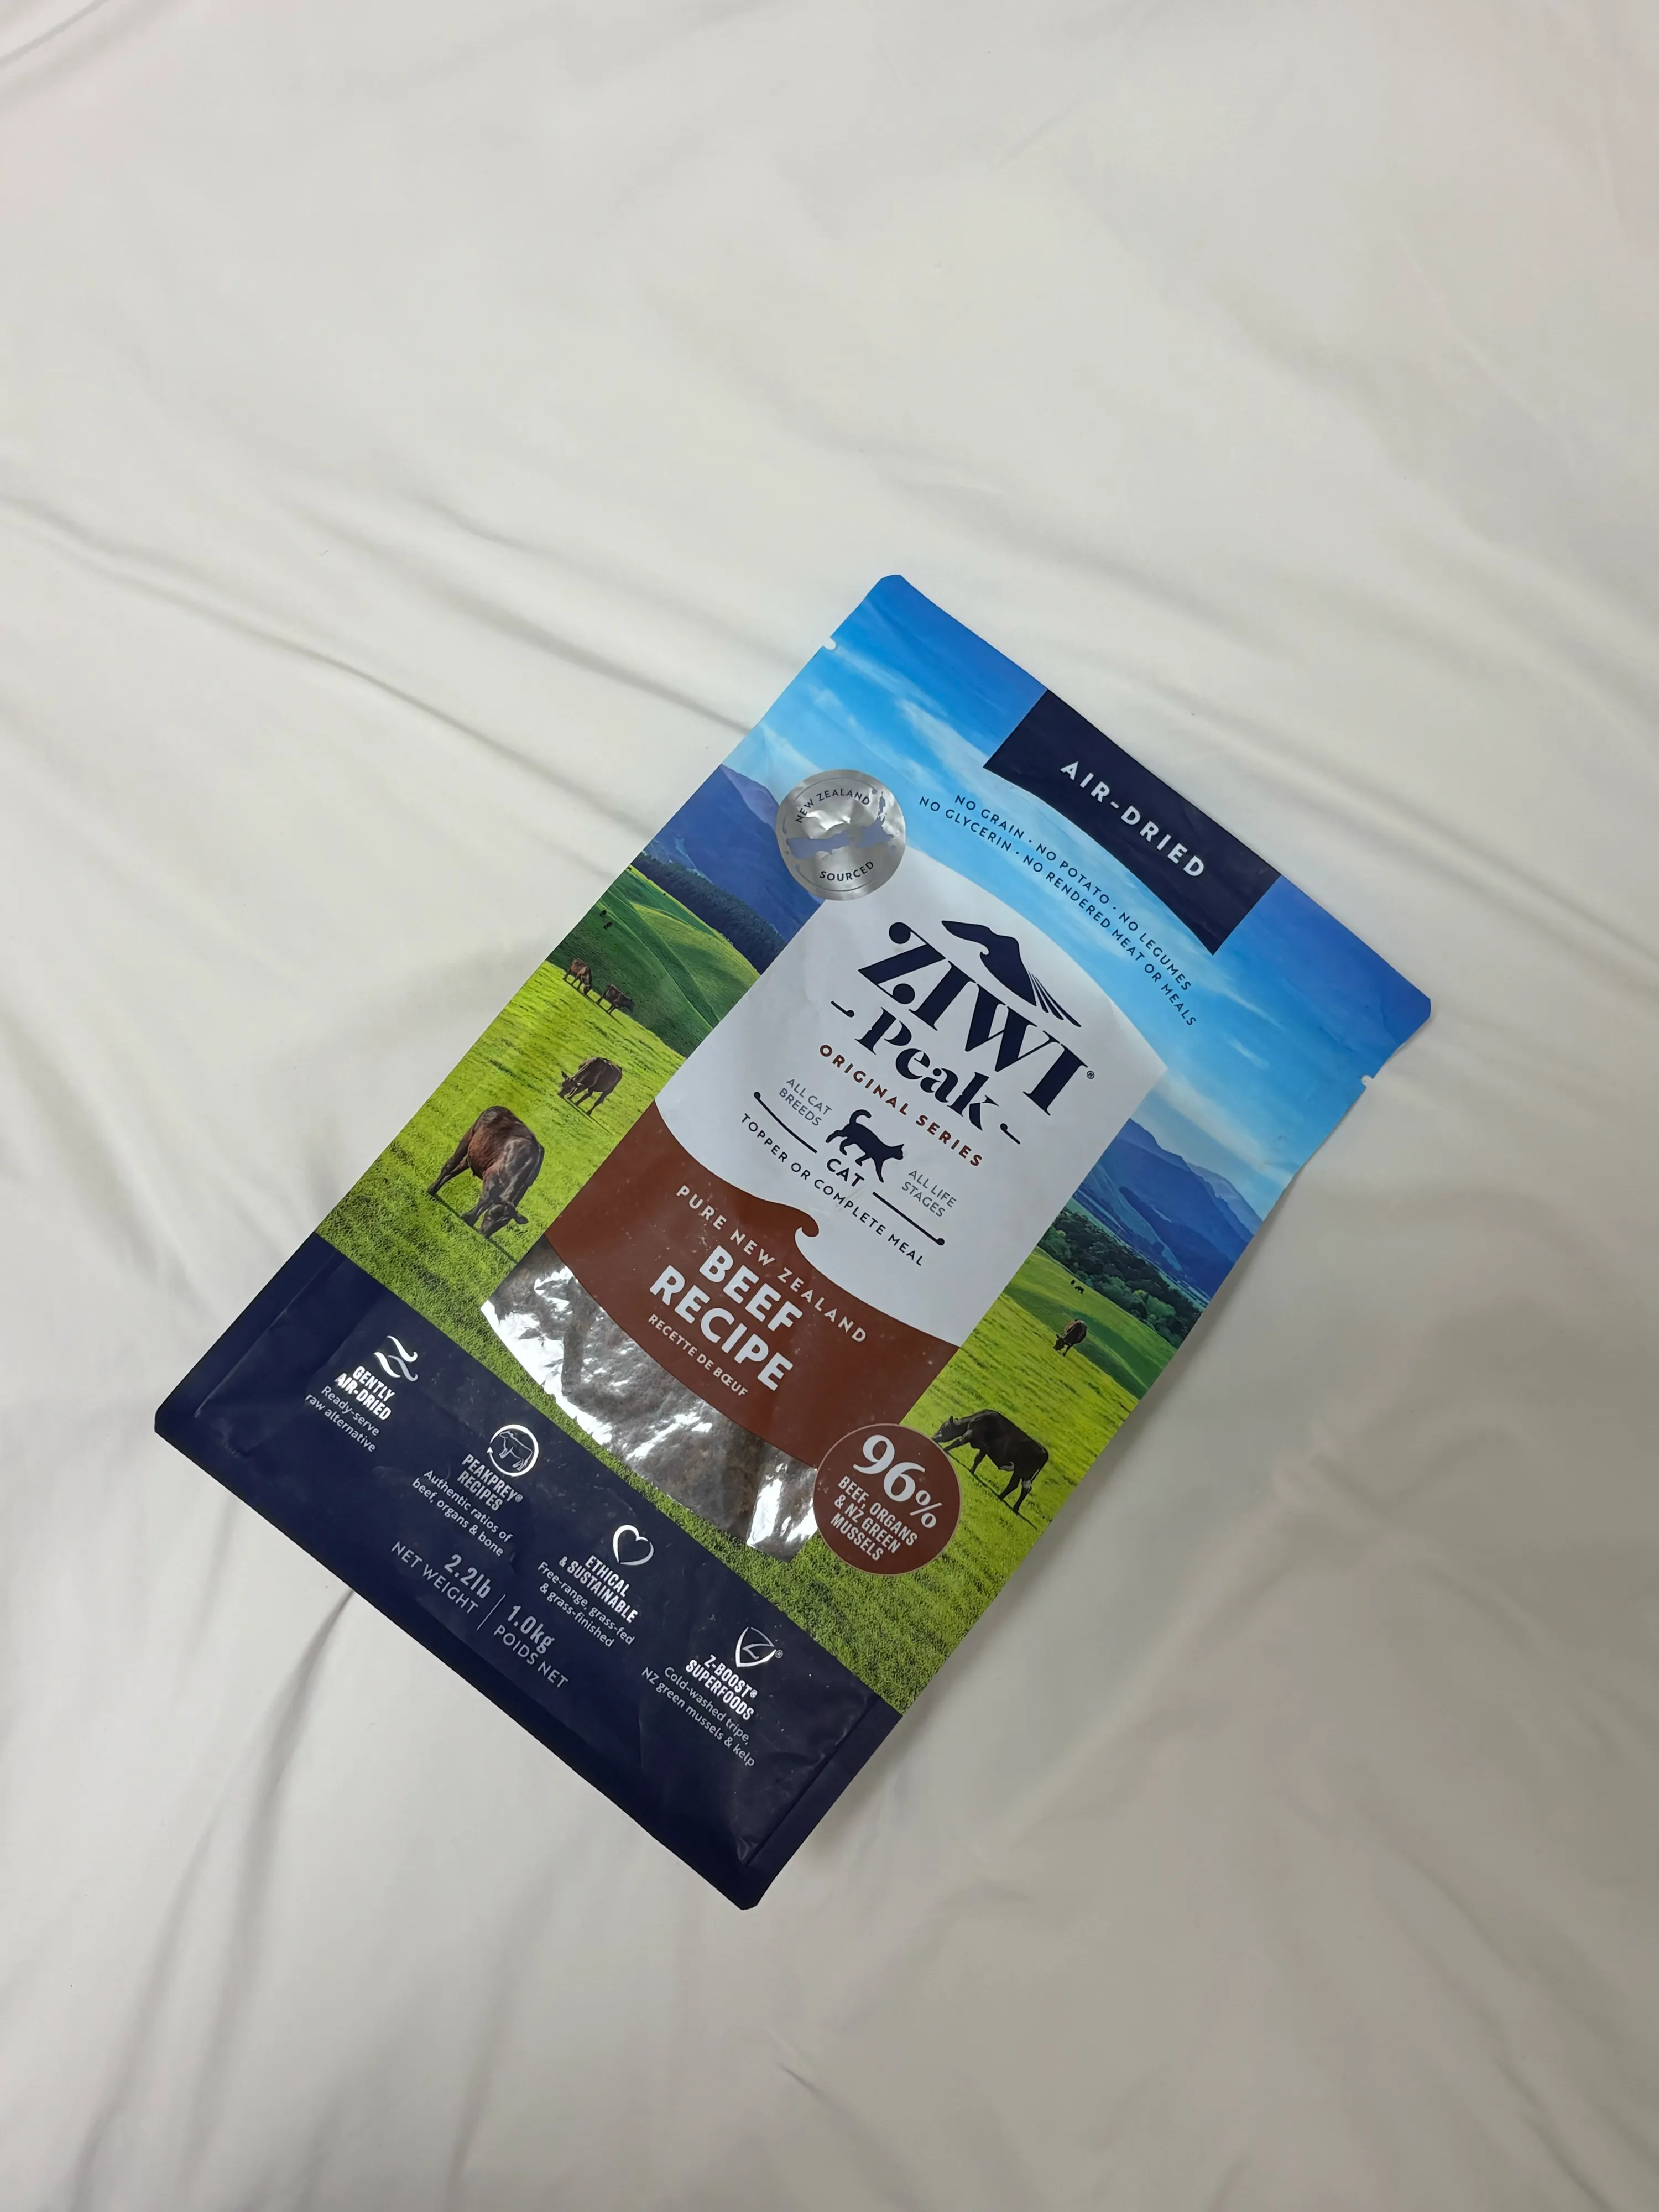 AIR-DRIED
NO GRAIN · NO POTATO · NO LEGUMES
NO GLYCERIN · NO RENDERED MEAT OR MEALS
NEW ZEALAND
SOURCED
ZIWI®
Peak
ORIGINAL SERIES
ALL CAT
BREEDS
CAT
ALL LIFE
STAGES
TOPPER OR COMPLETE MEAL
PURE NEW ZEALAND
BEEF
RECIPE
RECETTE DE BŒUF
96%
BEEF, ORGANS
& NZ GREEN
MUSSELS
GENTLY
AIR-DRIED
Ready-serve
raw alternative
PEAKPREY®
RECIPES
Authentic ratios of
beef, organs & bone
ETHICAL
& SUSTAINABLE
Free-range, grass-fed
& grass-finished
Z®
Z-BOOST®
SUPERFOODS
Cold-washed tripe,
NZ green mussels & kelp
2.2lb
NET WEIGHT
1.0kg
POIDS NET